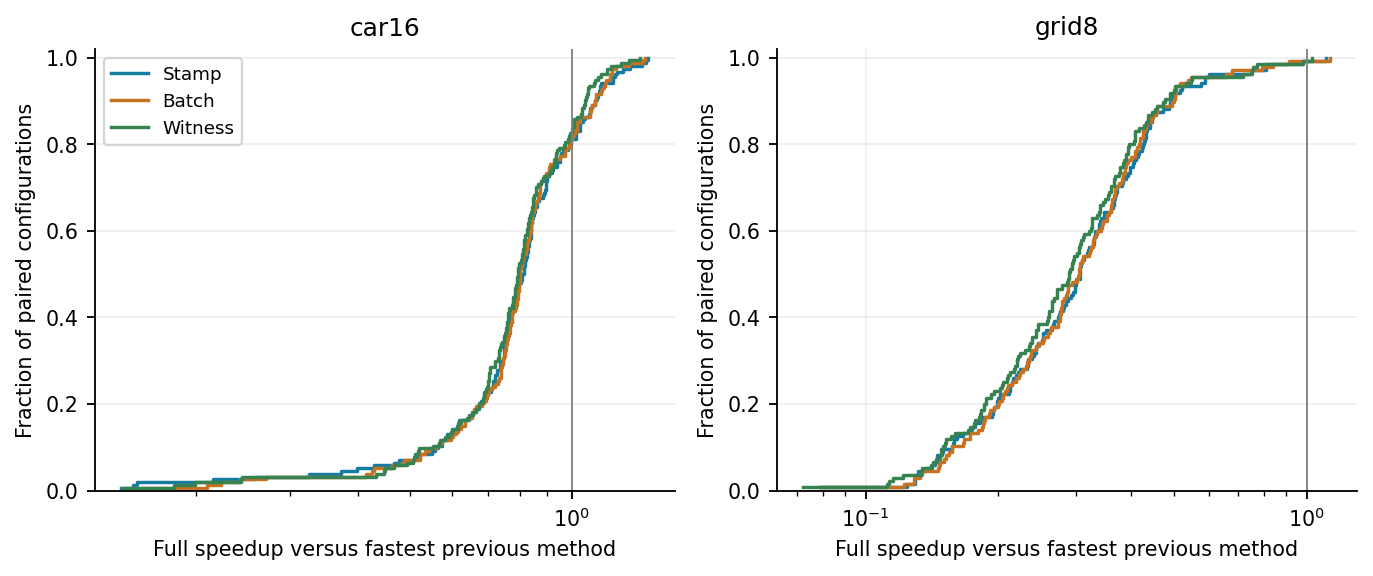 car16
Fraction of paired configurations
1.0
0.8
0.6
0.4
0.2
0.0
Stamp
Batch
Witness
10⁰
Full speedup versus fastest previous method
grid8
Fraction of paired configurations
1.0
0.8
0.6
0.4
0.2
0.0
10⁻¹
10⁰
Full speedup versus fastest previous method